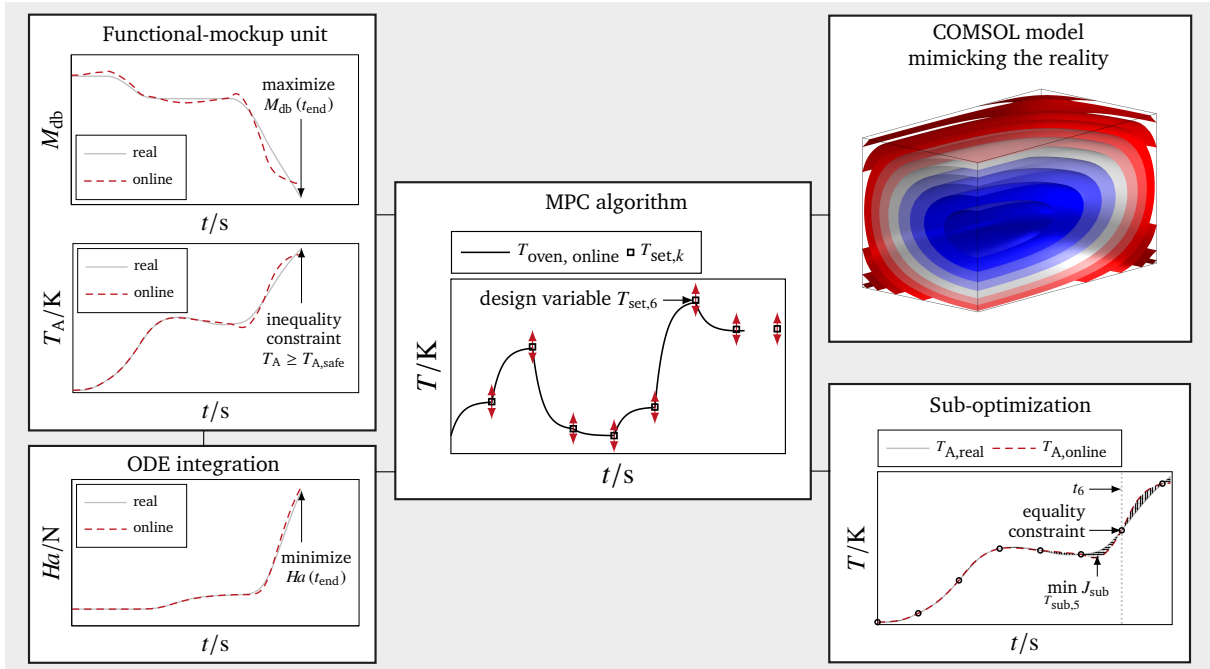 Functional-mockup unit
maximize
M_db (t_end)
M_db
real
online
t/s
real
online
T_A/K
inequality
constraint
T_A ≥ T_A,safe
t/s
ODE integration
real
online
Ha/N
minimize
Ha (t_end)
t/s
MPC algorithm
T_oven, online T_set,k
design variable T_set,6
T/K
t/s
COMSOL model
mimicking the reality
Sub-optimization
T_A,real T_A,online
t_6
equality
constraint
T/K
min J_sub
T_sub,5
t/s